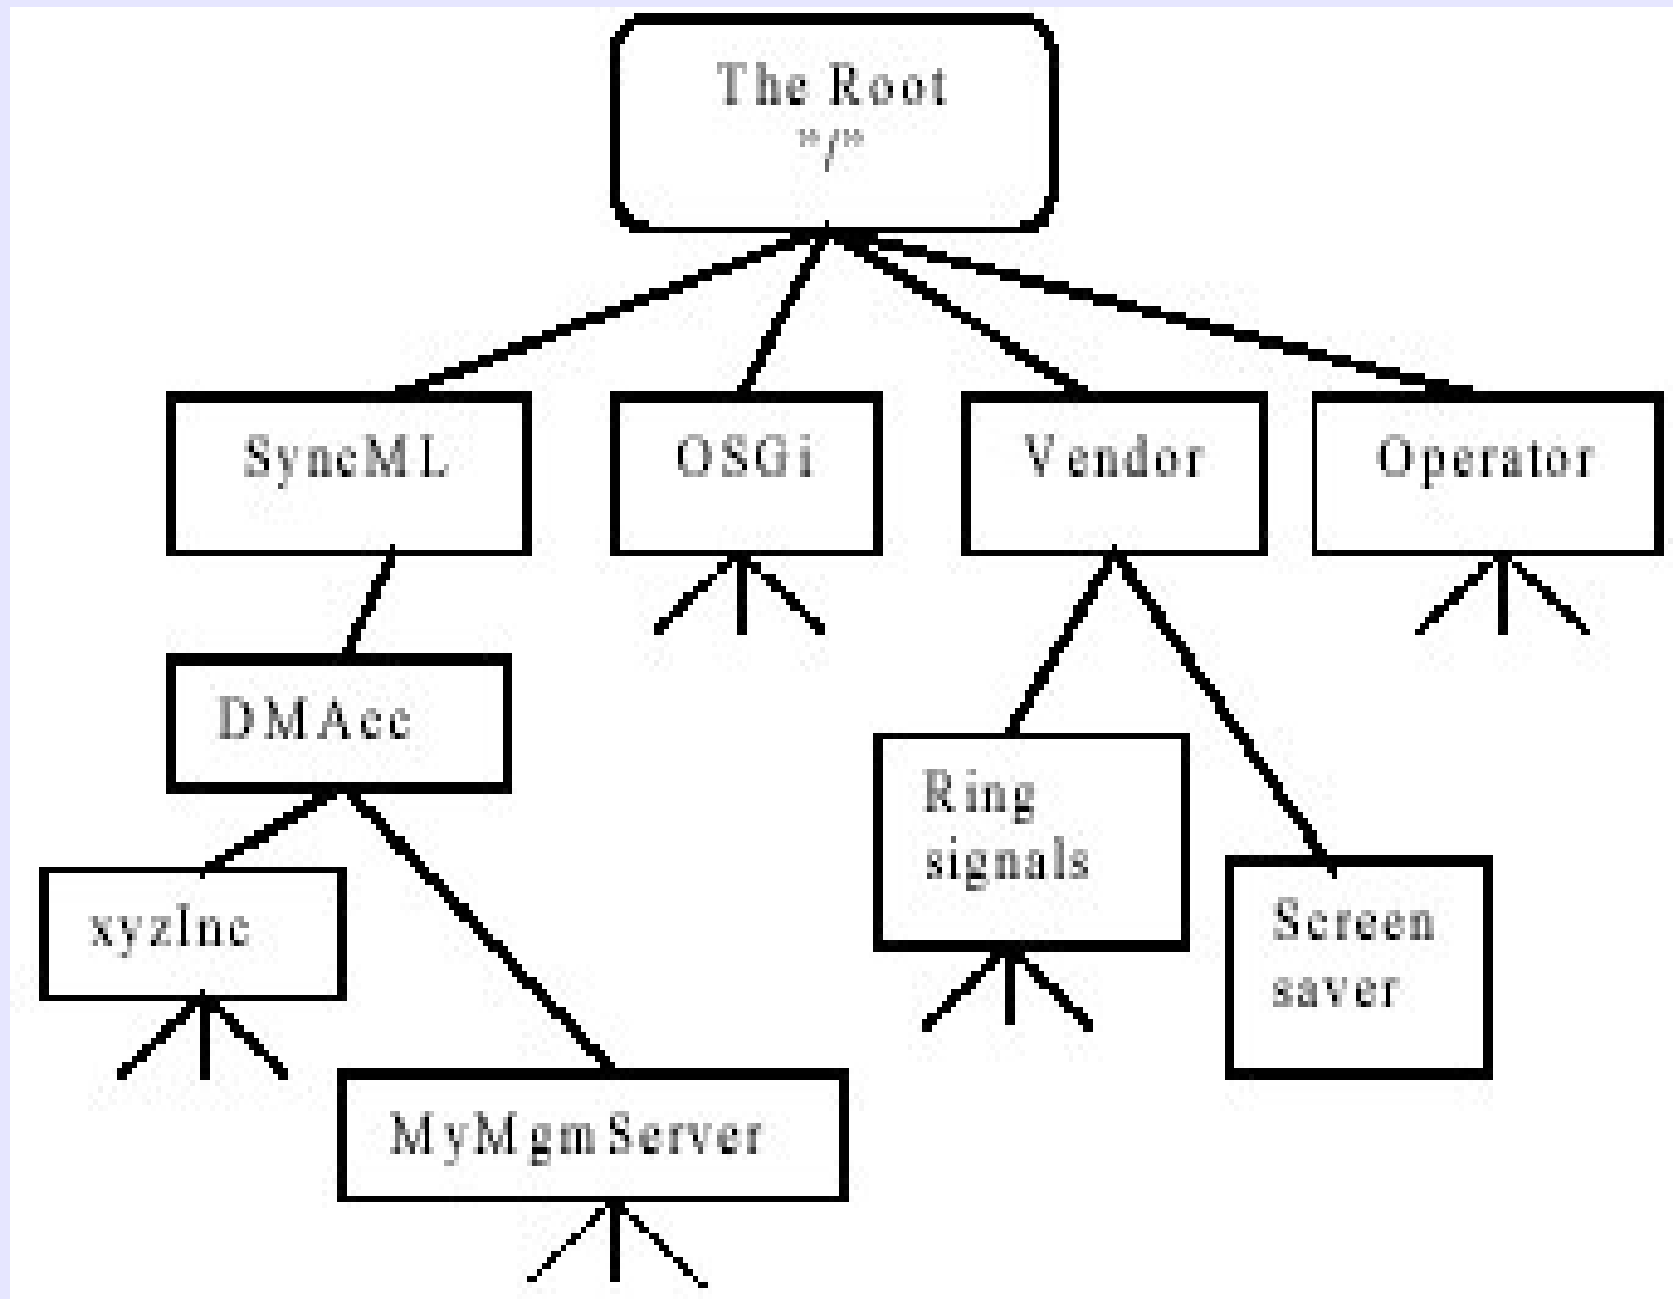 The Root
"/"
SyncML
OSGi
Vendor
Operator
DMAcc
Ring
signals
xyzInc
Screen
saver
MyMgmServer